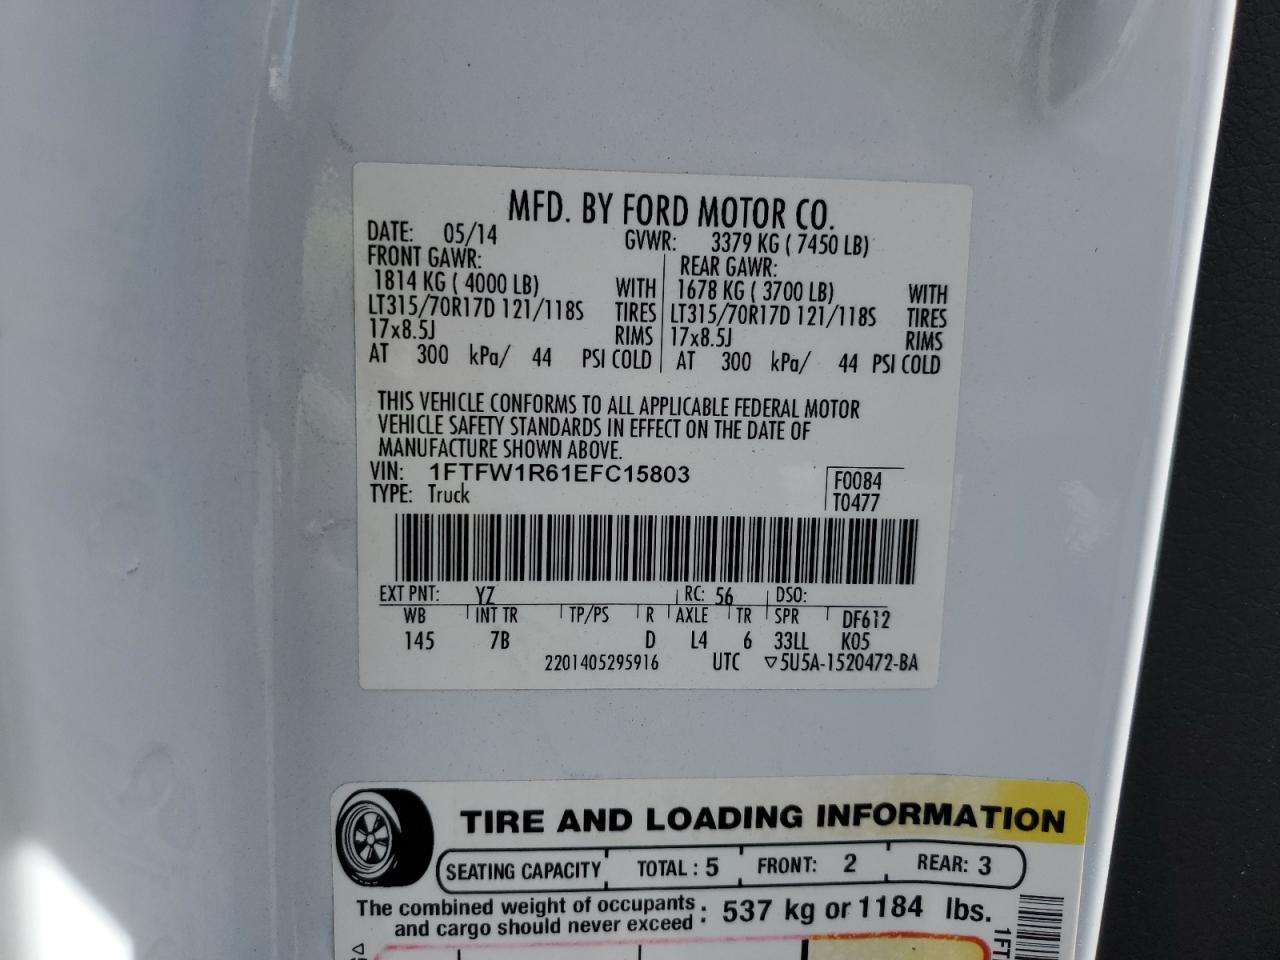 MFD. BY FORD MOTOR CO.
DATE: 05/14 GVWR: 3379 KG ( 7450 LB)
FRONT GAWR: REAR GAWR:
1814 KG ( 4000 LB) WITH 1678 KG ( 3700 LB) WITH
LT315/70R17D 121/118S TIRES LT315/70R17D 121/118S TIRES
17x8.5J RIMS 17x8.5J RIMS
AT 300 kPa/ 44 PSI COLD AT 300 kPa/ 44 PSI COLD
THIS VEHICLE CONFORMS TO ALL APPLICABLE FEDERAL MOTOR
VEHICLE SAFETY STANDARDS IN EFFECT ON THE DATE OF
MANUFACTURE SHOWN ABOVE.
VIN: 1FTFW1R61EFC15803 F0084
TYPE: Truck T0477
EXT PNT: YZ RC: 56 DSO:
WB INT TR TP/PS R AXLE TR SPR DF612
145 7B D L4 6 33LL K05
2201405295916 UTC ▽5U5A-1520472-BA
TIRE AND LOADING INFORMATION
SEATING CAPACITY TOTAL : 5 FRONT: 2 REAR: 3
The combined weight of occupants and cargo should never exceed : 537 kg or 1184 lbs.
1FT